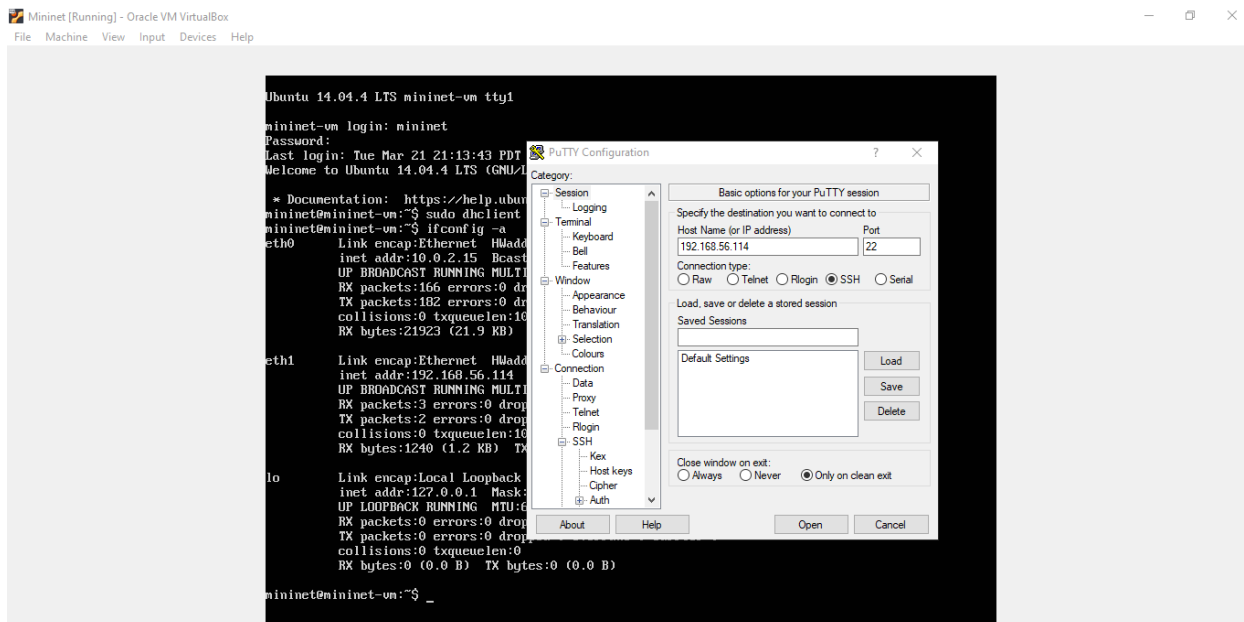 Mininet [Running] - Oracle VM VirtualBox
File Machine View Input Devices Help
Ubuntu 14.04.4 LTS mininet-vm tty1
mininet-vm login: mininet
Password:
Last login: Tue Mar 21 21:13:43 PDT
Welcome to Ubuntu 14.04.4 LTS (GNU/L
* Documentation: https://help.ubun
mininet@mininet-vm:~$ sudo dhclient
mininet@mininet-vm:~$ ifconfig -a
eth0 Link encap:Ethernet HWadd
inet addr:10.0.2.15 Bcast
UP BROADCAST RUNNING MULTI
RX packets:166 errors:0 dr
TX packets:182 errors:0 dr
collisions:0 txqueuelen:10
RX bytes:21923 (21.9 KB)
eth1 Link encap:Ethernet HWadd
inet addr:192.168.56.114
UP BROADCAST RUNNING MULTI
RX packets:3 errors:0 drop
TX packets:2 errors:0 drop
collisions:0 txqueuelen:10
RX bytes:1240 (1.2 KB) TX
lo Link encap:Local Loopback
inet addr:127.0.0.1 Mask:
UP LOOPBACK RUNNING MTU:6
RX packets:0 errors:0 drop
TX packets:0 errors:0
collisions:0 txqueuelen:0
RX bytes:0 (0.0 B) TX bytes:0 (0.0 B)
mininet@mininet-vm:~$ _
PuTTY Configuration
? 
Category:
Session
Logging
Terminal
Keyboard
Bell
Features
Window
Appearance
Behaviour
Translation
Selection
Colours
Connection
Data
Proxy
Telnet
Rlogin
SSH
Kex
Host keys
Cipher
Auth
Basic options for your PuTTY session
Specify the destination you want to connect to
Host Name (or IP address) Port
192.168.56.114 22
Connection type:
Raw Telnet Rlogin SSH Serial
Load, save or delete a stored session
Saved Sessions
Default Settings
Load
Save
Delete
Close window on exit:
Always Never Only on clean exit
About Help Open Cancel